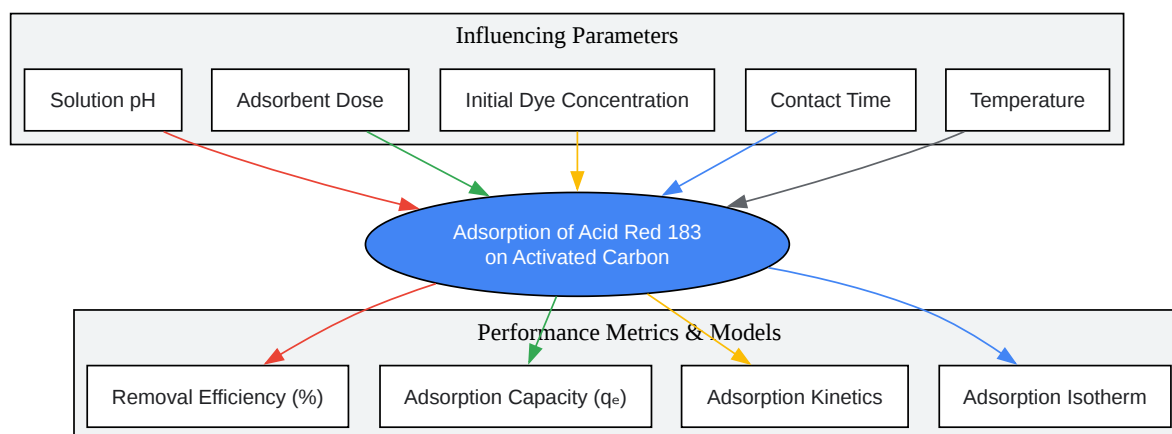 Influencing Parameters
Solution pH
Adsorbent Dose
Initial Dye Concentration
Contact Time
Temperature
Adsorption of Acid Red 183
on Activated Carbon
Performance Metrics & Models
Removal Efficiency (%)
Adsorption Capacity (qₑ)
Adsorption Kinetics
Adsorption Isotherm